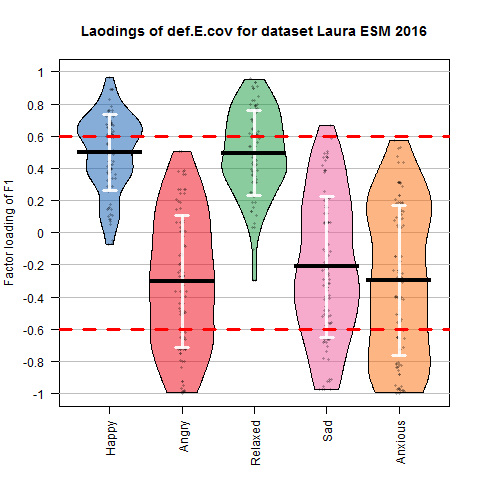 Laodings of def.E.cov for dataset Laura ESM 2016
Factor loading of F1
1
0.8
0.6
0.4
0.2
0
-0.2
-0.4
-0.6
-0.8
-1
Happy
Angry
Relaxed
Sad
Anxious